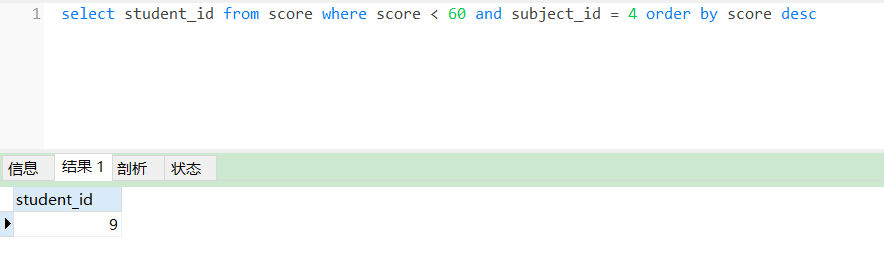 1 select student_id from score where score < 60 and subject_id = 4 order by score desc
信息 结果 1 剖析 状态
student_id
9